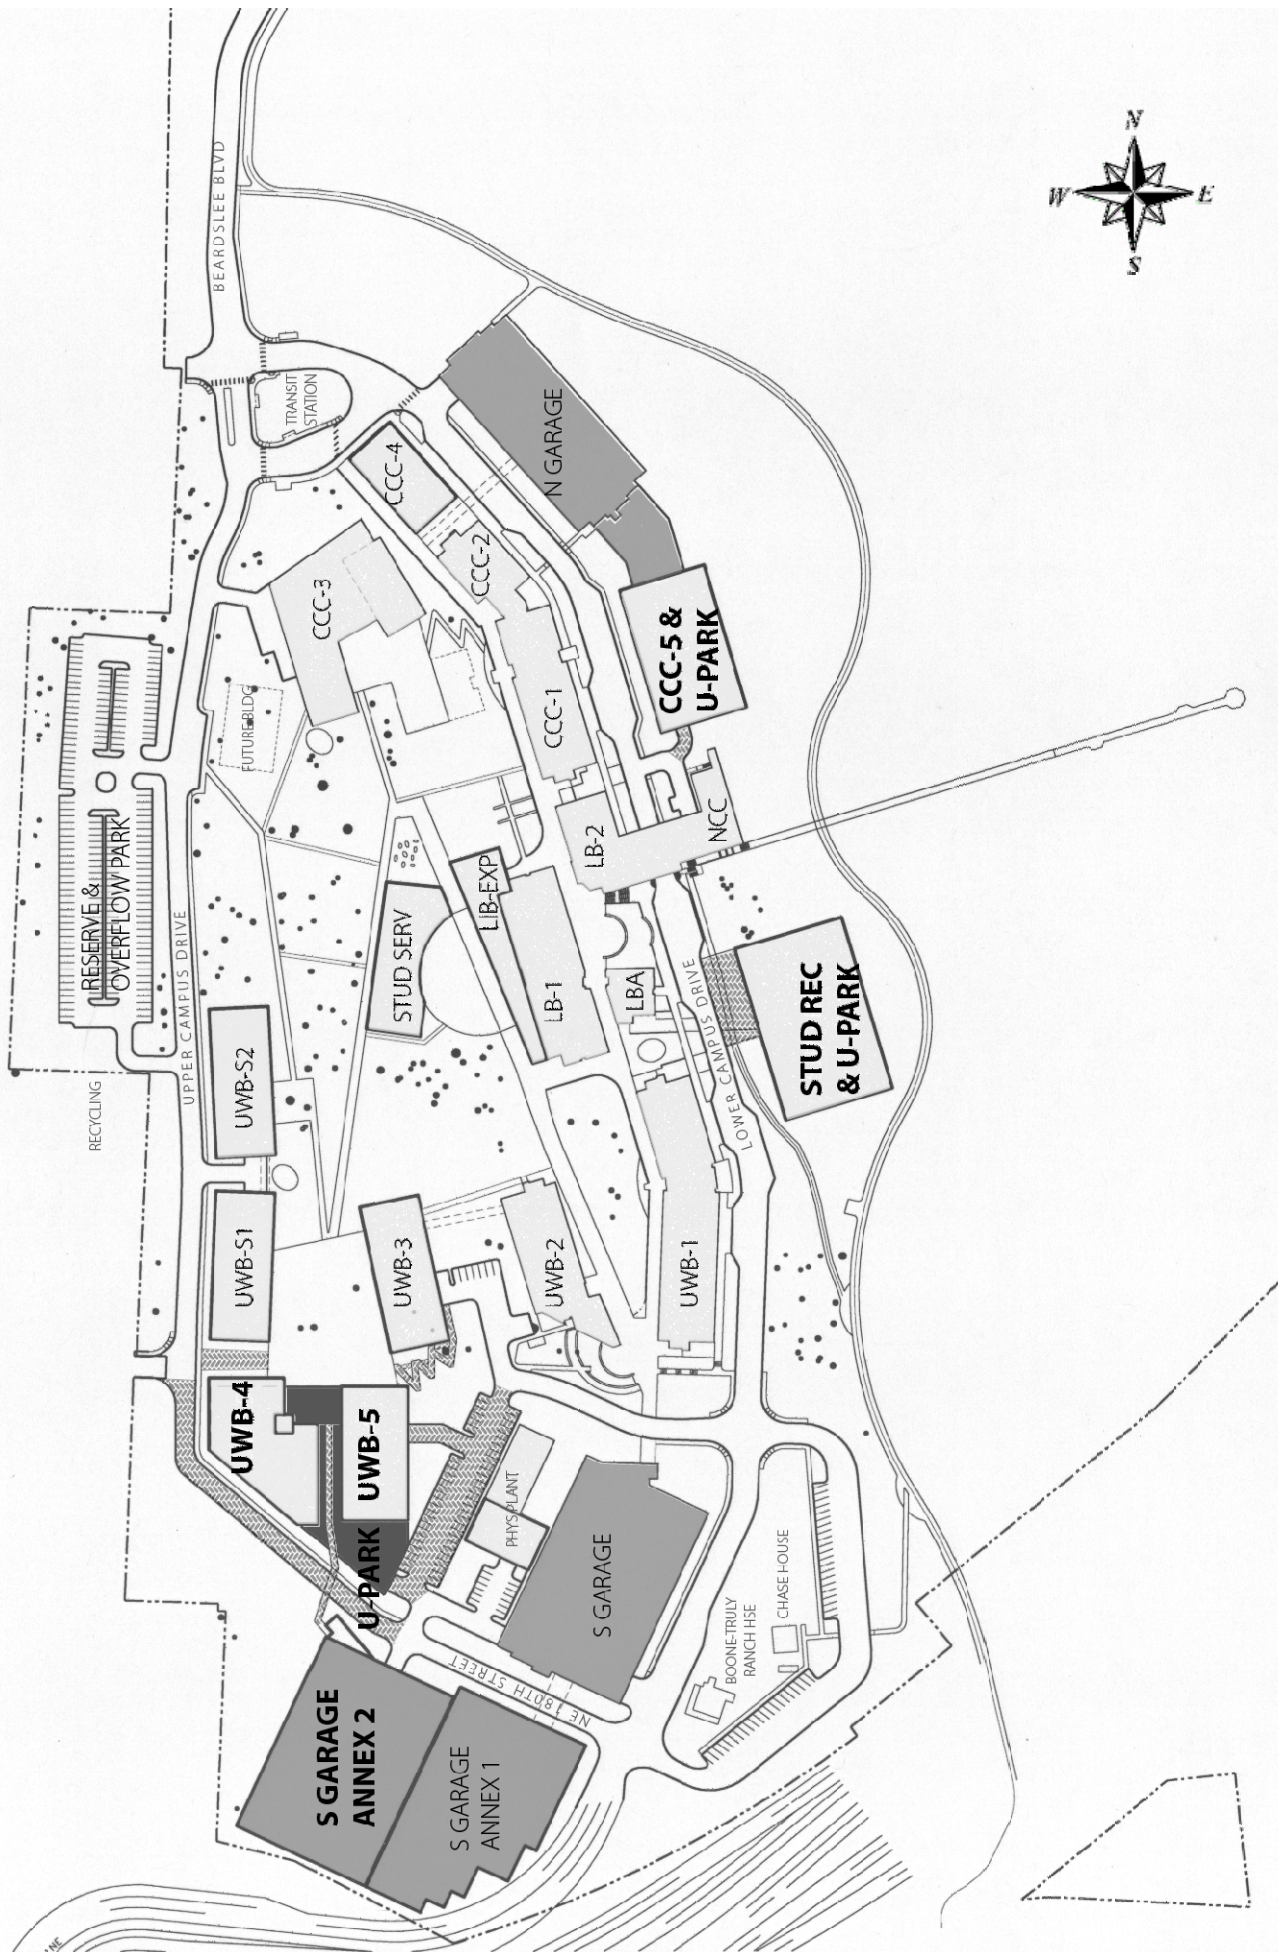 N
W
E
S
BEARDSLEE BLVD
TRANSIT
STATION
N GARAGE
CCC-4
CCC-2
CCC-3
CCC-5 &
U-PARK
CCC-1
FUTURE BLDG
RESERVE &
OVERFLOW PARK
UPPER CAMPUS DRIVE
LB-2
NCC
LIB-EXP
STUD SERV
LB-1
LBA
LOWER CAMPUS DRIVE
STUD REC
& U-PARK
RECYCLING
UWB-S2
UWB-S1
UWB-3
UWB-2
UWB-1
UWB-4
UWB-5
U-PARK
PHYS PLANT
S GARAGE
CHASE HOUSE
BOONE-TRULY
RANCH HSE
NE 180TH STREET
S GARAGE
ANNEX 2
S GARAGE
ANNEX 1
NE